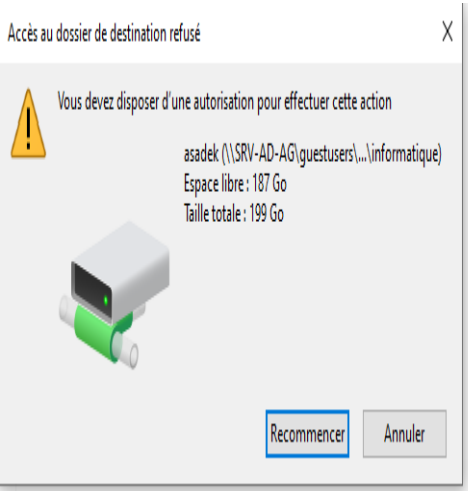 Accès au dossier de destination refusé
Vous devez disposer d'une autorisation pour effectuer cette action
asadek (\\SRV-AD-AG\guestusers\...\informatique)
Espace libre : 187 Go
Taille totale : 199 Go
Recommencer
Annuler